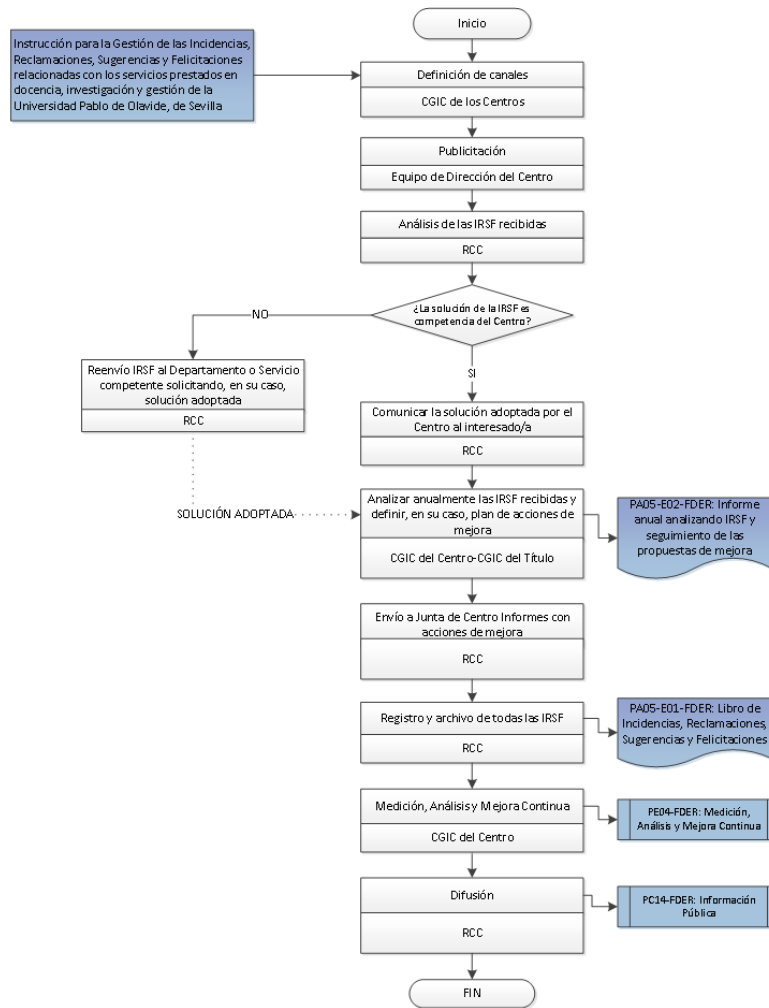 Inicio
Instrucción para la Gestión de las Incidencias,
Reclamaciones, Sugerencias y Felicitaciones
relacionadas con los servicios prestados en
docencia, investigación y gestión de la
Universidad Pablo de Olavide, de Sevilla
Definición de canales
CGIC de los Centros
Publicitación
Equipo de Dirección del Centro
Análisis de las IRSF recibidas
RCC
¿La solución de la IRSF es
competencia del Centro?
NO
SI
Reenvío IRSF al Departamento o Servicio
competente solicitando, en su caso,
solución adoptada
RCC
Comunicar la solución adoptada por el
Centro al interesado/a
RCC
SOLUCIÓN ADOPTADA
Analizar anualmente las IRSF recibidas y
definir, en su caso, plan de acciones de
mejora
CGIC del Centro-CGIC del Título
PA05-E02-FDER: Informe
anual analizando IRSF y
seguimiento de las
propuestas de mejora
Envío a Junta de Centro Informes con
acciones de mejora
RCC
Registro y archivo de todas las IRSF
RCC
PA05-E01-FDER: Libro de
Incidencias, Reclamaciones,
Sugerencias y Felicitaciones
Medición, Análisis y Mejora Continua
CGIC del Centro
PE04-FDER: Medición,
Análisis y Mejora Continua
Difusión
RCC
PC14-FDER: Información
Pública
FIN